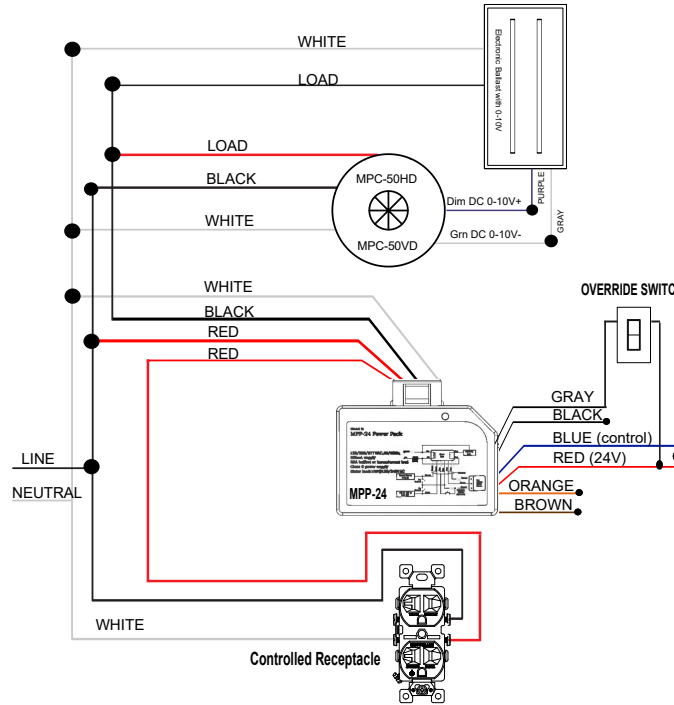 WHITE
Electronic Ballast with 0-10V
LOAD
LOAD
MPC-50HD
BLACK
Dim DC 0-10V+
PURPLE
WHITE
Grn DC 0-10V-
GRAY
MPC-50VD
WHITE
OVERRIDE SWITC
BLACK
RED
RED
GRAY
BLACK
MPP-24 Power Pack
BLUE (control)
LINE
RED (24V)
ORANGE
NEUTRAL
MPP-24
BROWN
WHITE
Controlled Receptacle